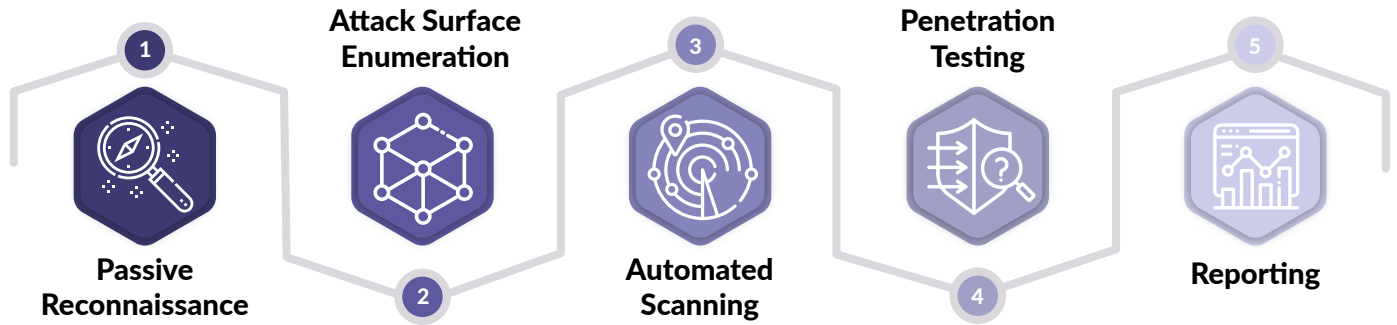 1
Passive
Reconnaissance
Attack Surface
Enumeration
2
3
Automated
Scanning
Penetration
Testing
?
4
5
Reporting